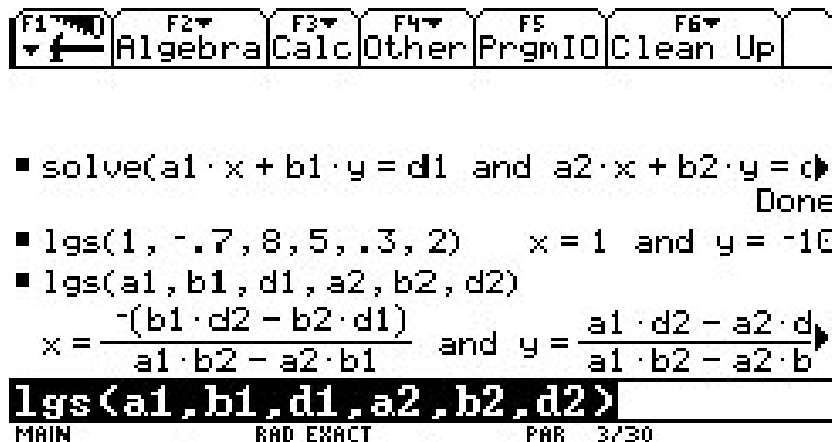 F1 F2 F3 F4 F5 F6
Algebra Calc Other PrgmIO Clean Up
solve(a1·x + b1·y = d1 and a2·x + b2·y = d
Done
lgs(1, -.7, 8, 5, .3, 2) x = 1 and y = -10
lgs(a1, b1, d1, a2, b2, d2)
x = -(b1·d2 - b2·d1) / a1·b2 - a2·b1 and y = a1·d2 - a2·d / a1·b2 - a2·b
lgs(a1,b1,d1,a2,b2,d2)
MAIN RAD EXACT PAR 3/30